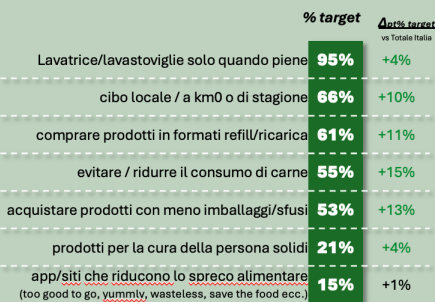 % target
Δpt% target
vs Totale Italia
Lavatrice/lavastoviglie solo quando piene 95% +4%
cibo locale / a km0 o di stagione 66% +10%
comprare prodotti in formati refill/ricarica 61% +11%
evitare / ridurre il consumo di carne 55% +15%
acquistare prodotti con meno imballaggi/sfusi 53% +13%
prodotti per la cura della persona solidi 21% +4%
app/siti che riducono lo spreco alimentare 15% +1%
(too good to go, yummly, wasteless, save the food ecc.)